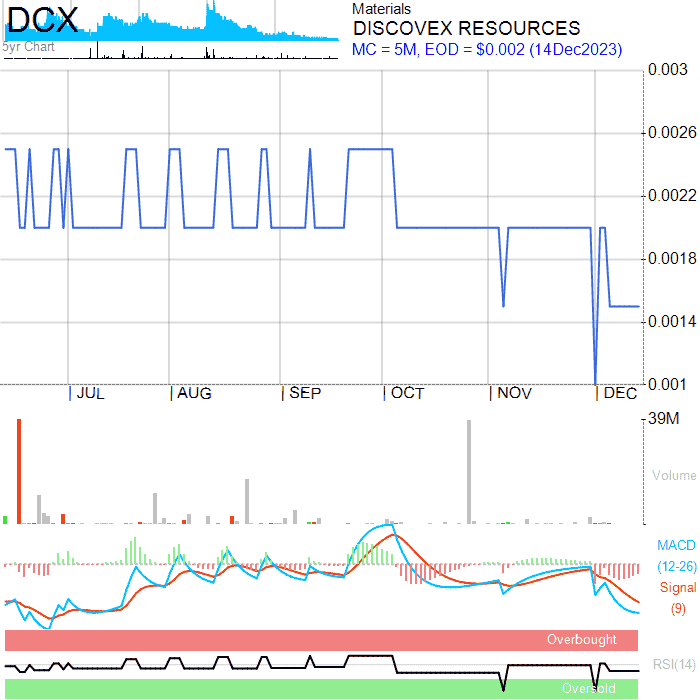 DCX
5yr Chart
Materials
DISCOVEX RESOURCES
MC = 5M, EOD = $0.002 (14Dec2023)
0.003
0.0026
0.0022
0.0018
0.0014
0.001
JUL AUG SEP OCT NOV DEC
39M
Volume
MACD
(12-26)
Signal
(9)
Overbought
RSI(14)
Oversold